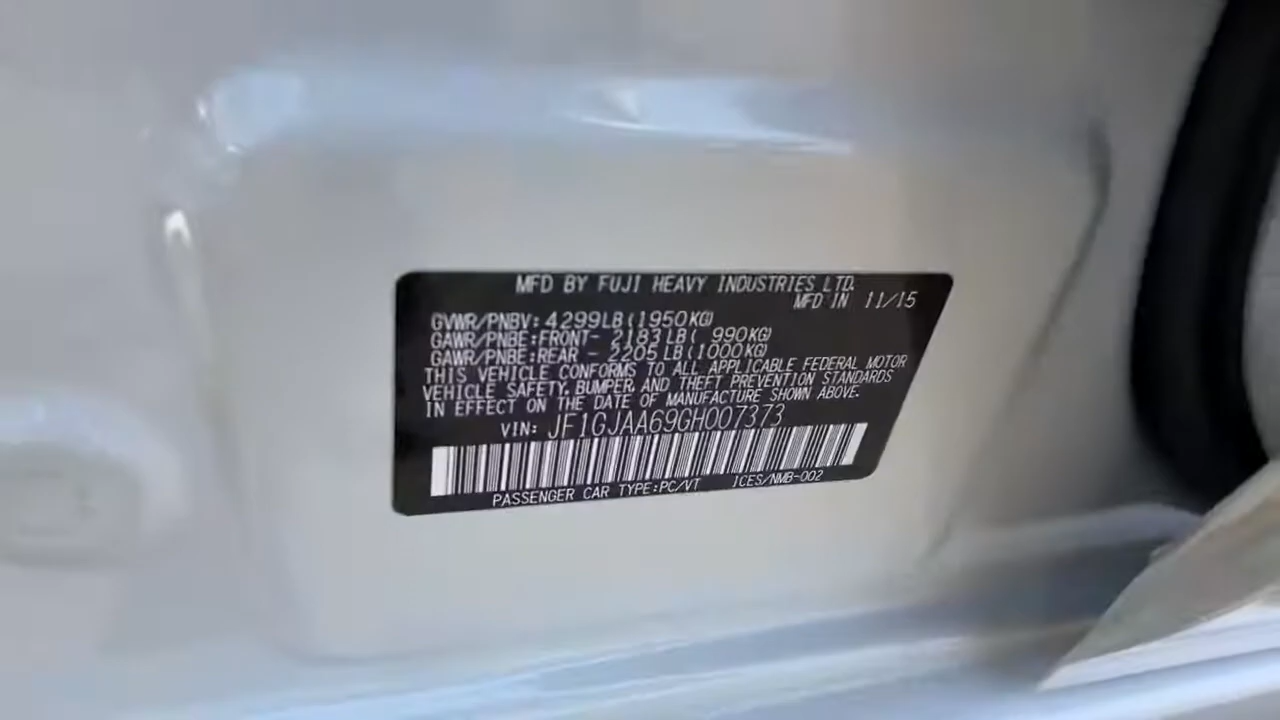 MFD BY FUJI HEAVY INDUSTRIES LTD.
MFD IN 11/15
GVWR/PNBV: 4299LB(1950KG)
GAWR/PNBE:FRONT- 2183LB( 990KG)
GAWR/PNBE:REAR - 2205LB(1000KG)
THIS VEHICLE CONFORMS TO ALL APPLICABLE FEDERAL MOTOR
VEHICLE SAFETY, BUMPER, AND THEFT PREVENTION STANDARDS
IN EFFECT ON THE DATE OF MANUFACTURE SHOWN ABOVE.
VIN: JF1GJAA69GH007373
PASSENGER CAR TYPE:PC/VT ICES/NMB-002